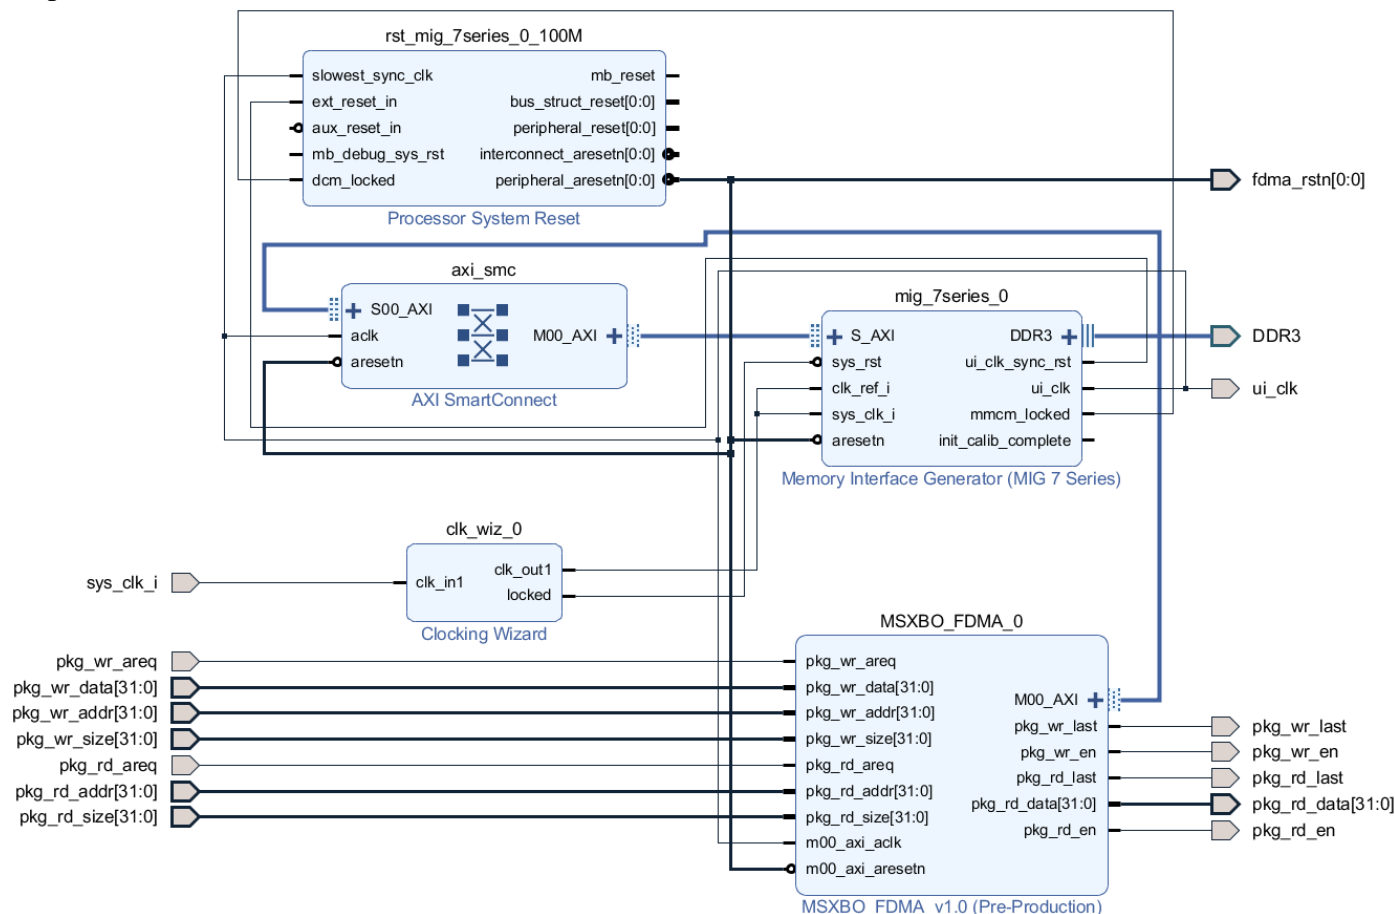 rst_mig_7series_0_100M
slowest_sync_clk
ext_reset_in
aux_reset_in
mb_debug_sys_rst
dcm_locked
mb_reset
bus_struct_reset[0:0]
peripheral_reset[0:0]
interconnect_aresetn[0:0]
peripheral_aresetn[0:0]
Processor System Reset
fdma_rstn[0:0]
axi_smc
S00_AXI
aclk
aresetn
M00_AXI
AXI SmartConnect
mig_7series_0
S_AXI
sys_rst
clk_ref_i
sys_clk_i
aresetn
DDR3
ui_clk_sync_rst
ui_clk
mmcm_locked
init_calib_complete
Memory Interface Generator (MIG 7 Series)
DDR3
ui_clk
clk_wiz_0
sys_clk_i
clk_in1
clk_out1
locked
Clocking Wizard
pkg_wr_areq
pkg_wr_data[31:0]
pkg_wr_addr[31:0]
pkg_wr_size[31:0]
pkg_rd_areq
pkg_rd_addr[31:0]
pkg_rd_size[31:0]
MSXBO_FDMA_0
pkg_wr_areq
pkg_wr_data[31:0]
pkg_wr_addr[31:0]
pkg_wr_size[31:0]
pkg_rd_areq
pkg_rd_addr[31:0]
pkg_rd_size[31:0]
m00_axi_aclk
m00_axi_aresetn
M00_AXI
pkg_wr_last
pkg_wr_en
pkg_rd_last
pkg_rd_data[31:0]
pkg_rd_en
MSXBO_FDMA_v1.0 (Pre-Production)
pkg_wr_last
pkg_wr_en
pkg_rd_last
pkg_rd_data[31:0]
pkg_rd_en